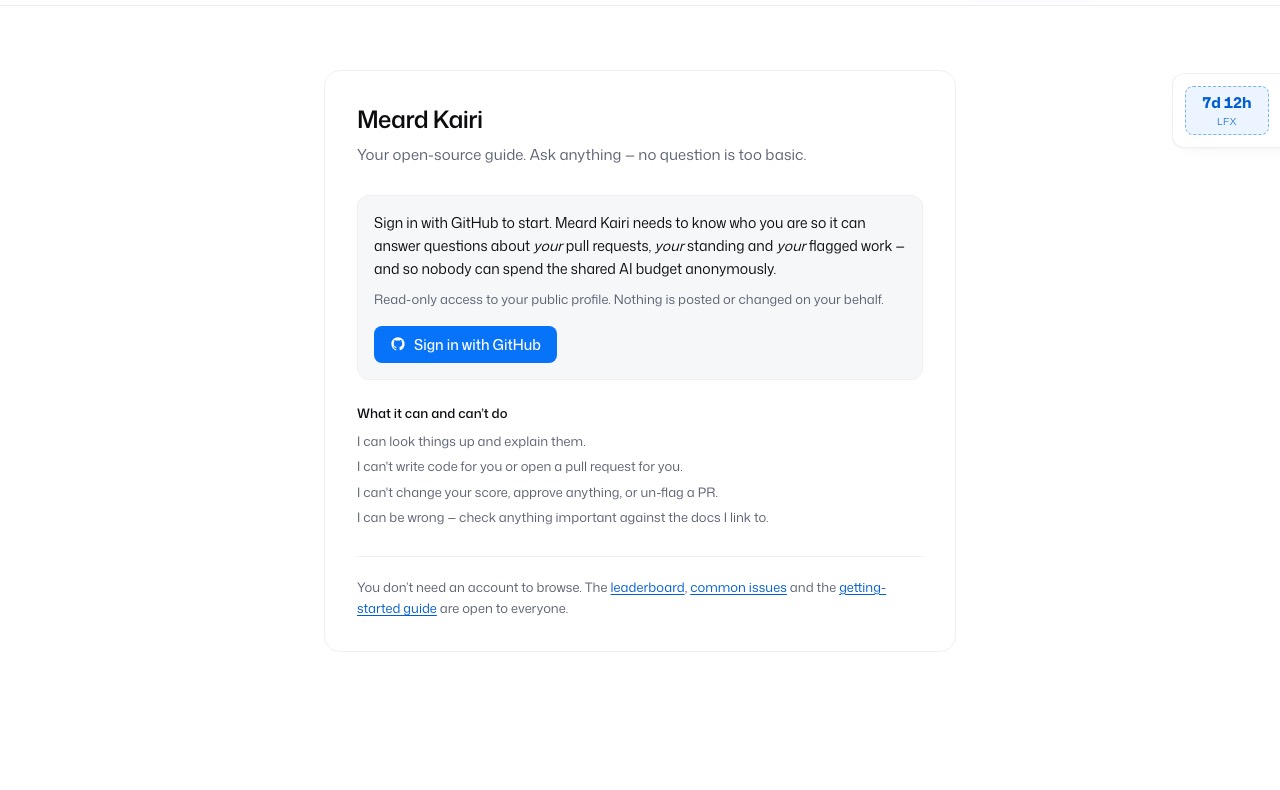 Meard Kairi
Your open-source guide. Ask anything — no question is too basic.
7d 12h
LFX
Sign in with GitHub to start. Meard Kairi needs to know who you are so it can
answer questions about your pull requests, your standing and your flagged work —
and so nobody can spend the shared AI budget anonymously.
Read-only access to your public profile. Nothing is posted or changed on your behalf.
Sign in with GitHub
What it can and can't do
I can look things up and explain them.
I can't write code for you or open a pull request for you.
I can't change your score, approve anything, or un-flag a PR.
I can be wrong — check anything important against the docs I link to.
You don't need an account to browse. The leaderboard, common issues and the getting-
started guide are open to everyone.